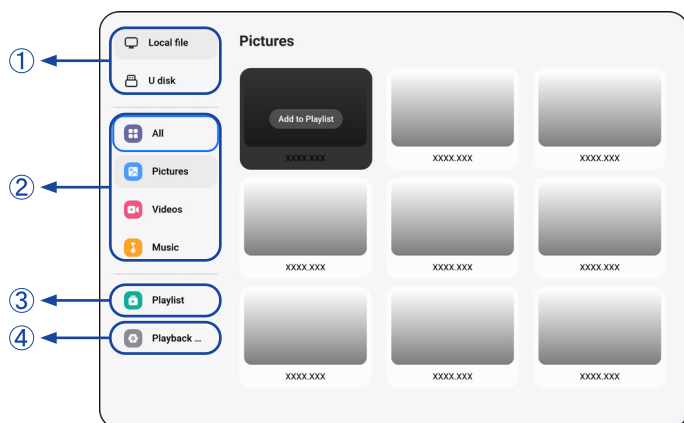 ①
Local file
U disk
②
All
Pictures
Videos
Music
③
Playlist
④
Playback ...
Pictures
Add to Playlist
XXXX.XXX
XXXX.XXX
XXXX.XXX
XXXX.XXX
XXXX.XXX
XXXX.XXX
XXXX.XXX
XXXX.XXX
XXXX.XXX